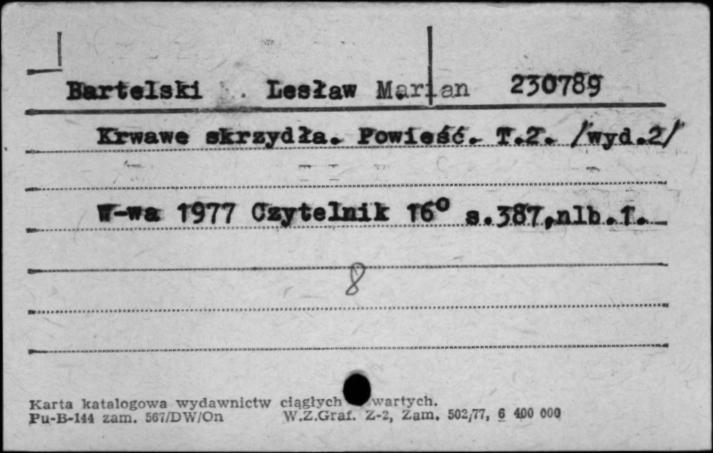 Bartelski Lesław Marian 230789
Krwawe skrzydła. Powieść. T.2. /wyd.2/
W-wa 1977 Czytelnik 16° s.387,nlb.1.
8
Karta katalogowa wydawnictw ciągłych wartych.
Pu-B-144 zam. 567/DW/On W.Z.Graf. Z-2, Zam. 502/77, 6 400 000